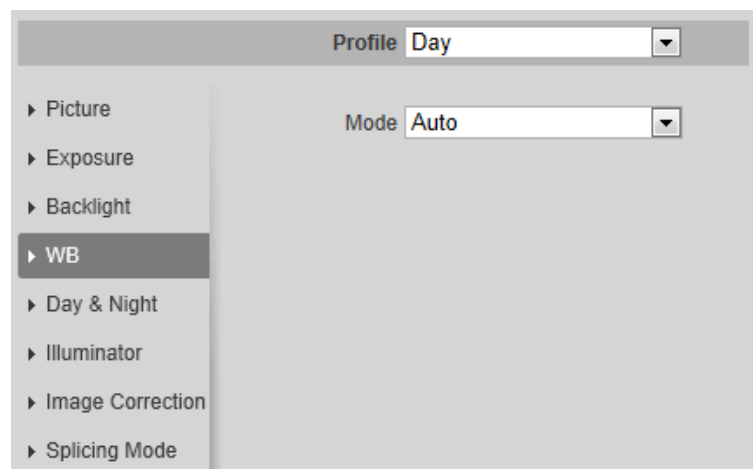 Profile Day
Picture
Mode Auto
Exposure
Backlight
WB
Day & Night
Illuminator
Image Correction
Splicing Mode